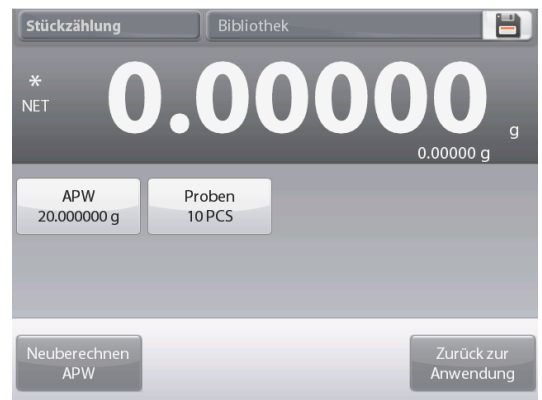 Stückzählung
Bibliothek
*
NET
0.00000 g
0.00000 g
APW
20.000000 g
Proben
10 PCS
Neuberechnen
APW
Zurück zur
Anwendung